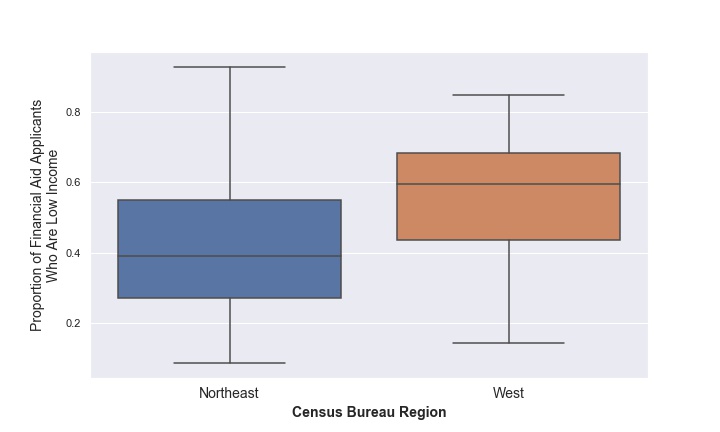 Proportion of Financial Aid Applicants
Who Are Low Income
0.8
0.6
0.4
0.2
Northeast West
Census Bureau Region